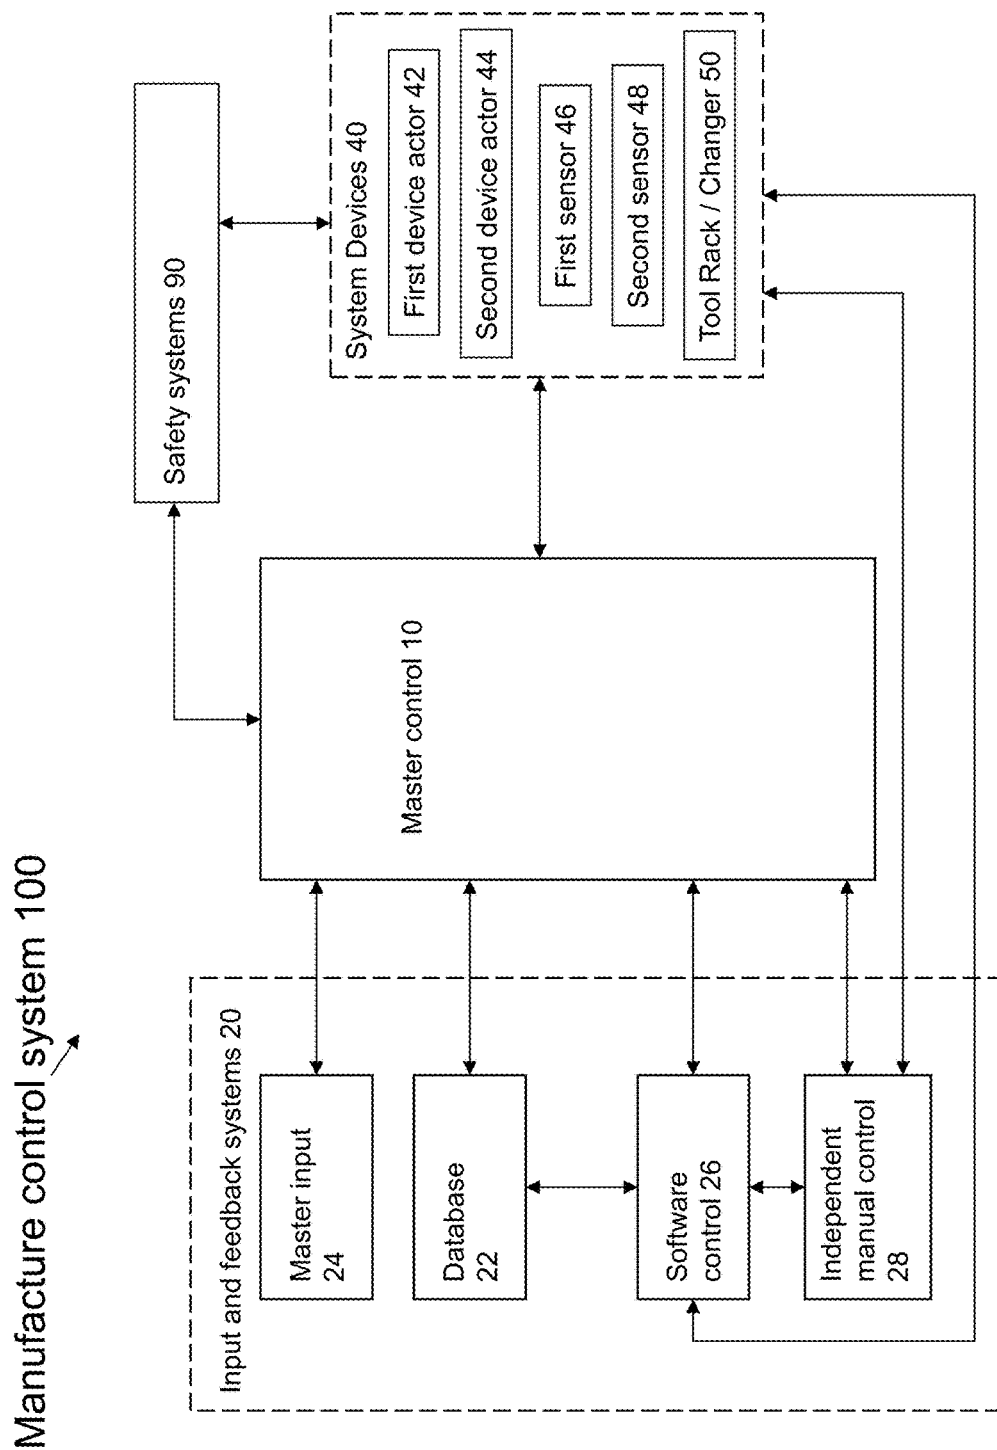 Manufacture control system 100
Input and feedback systems 20
Master input
24
Database
22
Software
control 26
Independent
manual control
28
Master control 10
Safety systems 90
System Devices 40
First device actor 42
Second device actor 44
First sensor 46
Second sensor 48
Tool Rack / Changer 50